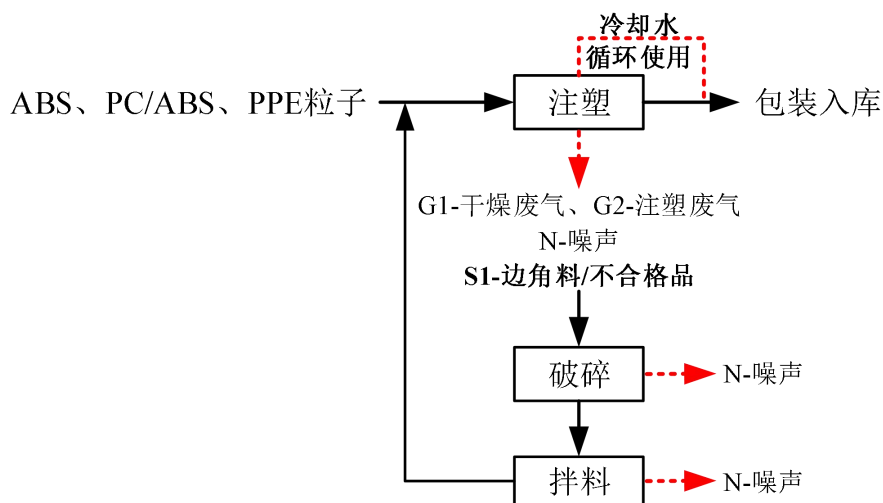 冷却水
循环使用
ABS、PC/ABS、PPE粒子
注塑
包装入库
G1-干燥废气、G2-注塑废气
N-噪声
S1-边角料/不合格品
破碎
N-噪声
拌料
N-噪声